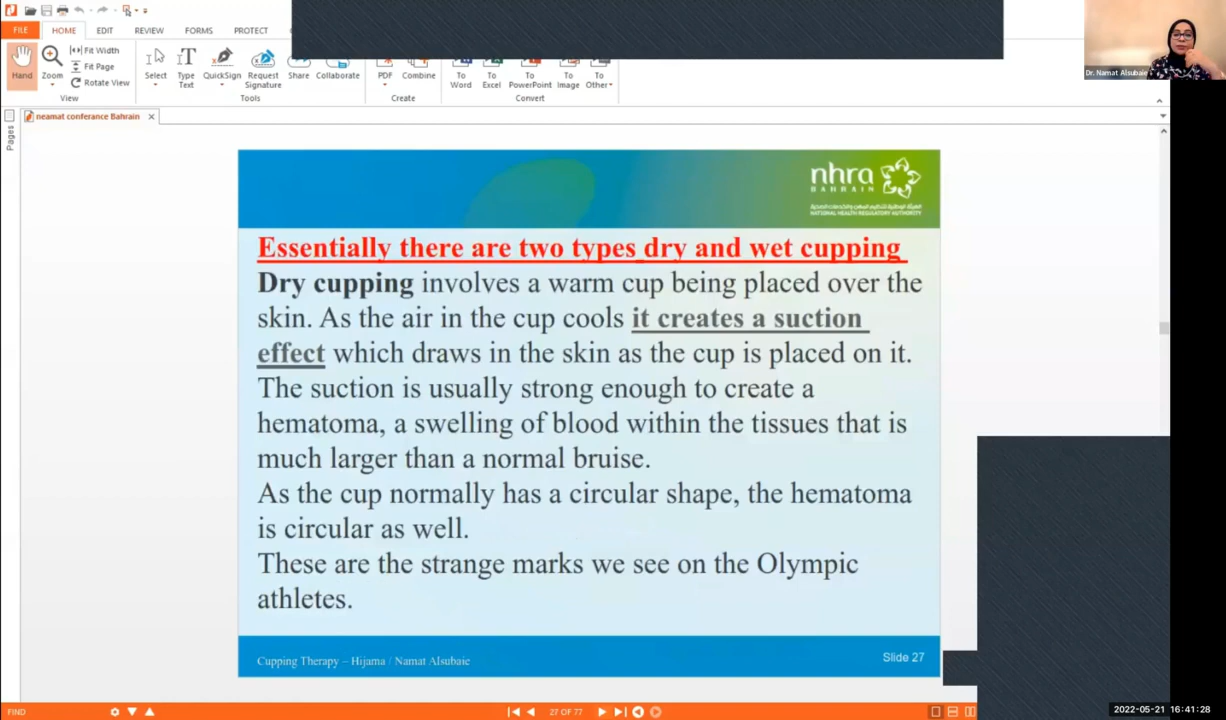 FILE HOME EDIT REVIEW FORMS PROTECT
Hand
Zoom
Fit Width
Fit Page
Rotate View
View
Select
Type Text
QuickSign
Request Signature
Tools
Share
Collaborate
PDF
Combine
Create
To Word
To Excel
To PowerPoint
To Image
To Other
Convert
Dr. Namat Alsubaie
neamat conferance Bahrain
Pages
nhra
BAHRAIN
NATIONAL HEALTH REGULATORY AUTHORITY
Essentially there are two types dry and wet cupping
Dry cupping involves a warm cup being placed over the
skin. As the air in the cup cools it creates a suction
effect which draws in the skin as the cup is placed on it.
The suction is usually strong enough to create a
hematoma, a swelling of blood within the tissues that is
much larger than a normal bruise.
As the cup normally has a circular shape, the hematoma
is circular as well.
These are the strange marks we see on the Olympic
athletes.
Cupping Therapy – Hijama / Namat Alsubaie
Slide 27
FIND
27 OF 77
2022-05-21 16:41:28